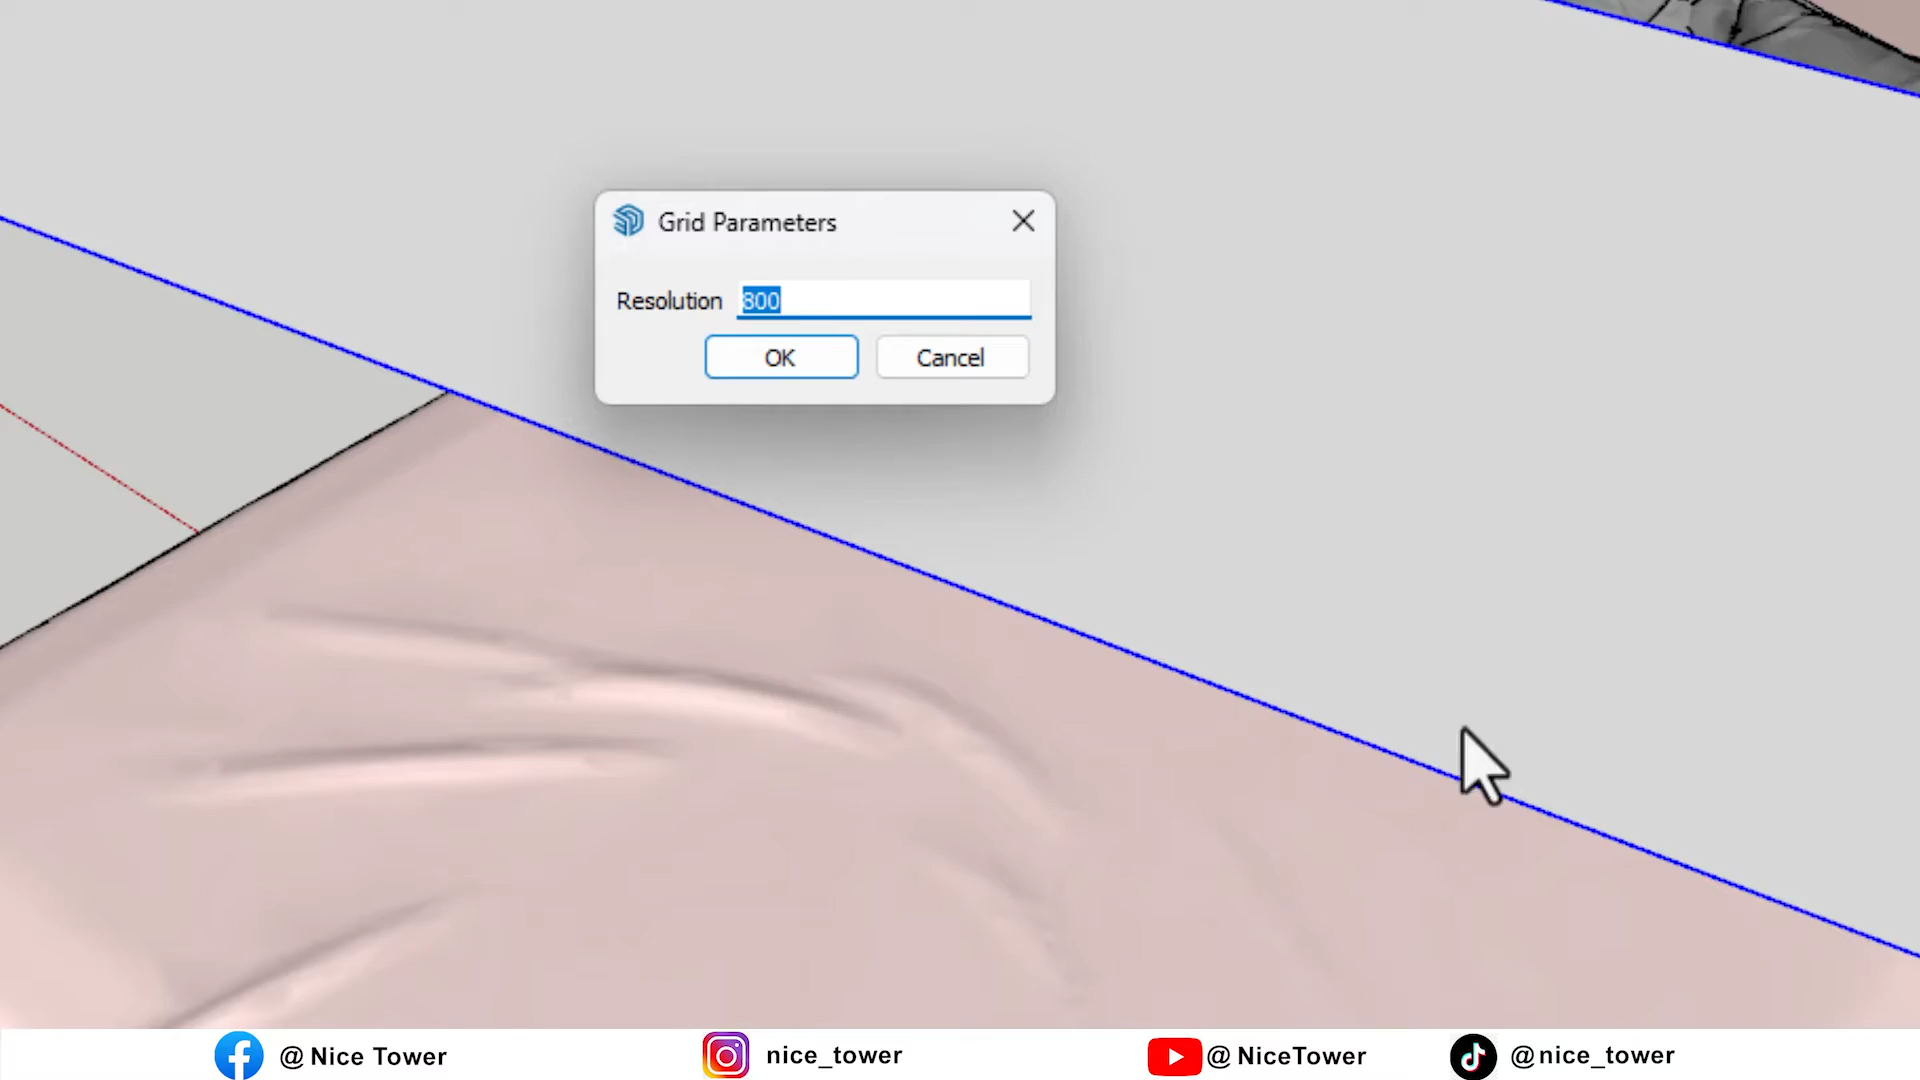 Grid Parameters
Resolution 800
OK Cancel
@ Nice Tower nice_tower @ NiceTower @nice_tower